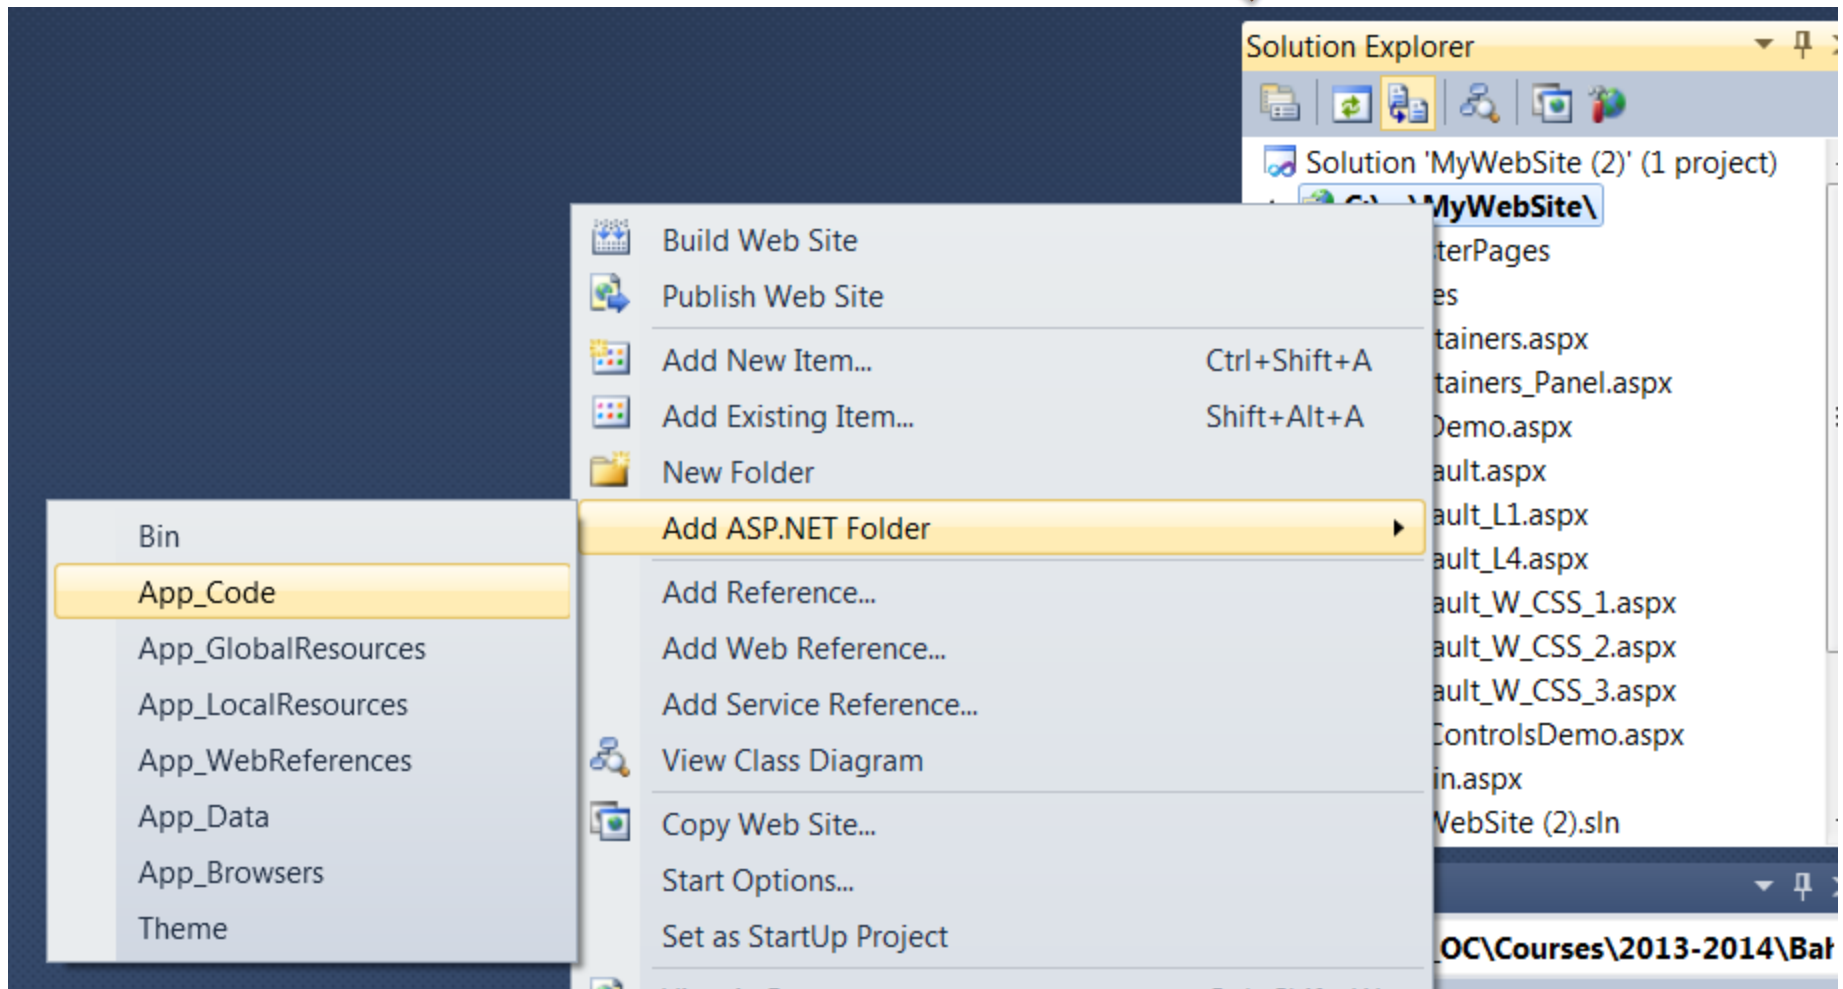 Solution Explorer
Solution 'MyWebSite (2)' (1 project)
\MyWebSite\
terPages
es
tainers.aspx
tainers_Panel.aspx
Demo.aspx
ault.aspx
ault_L1.aspx
ault_L4.aspx
ault_W_CSS_1.aspx
ault_W_CSS_2.aspx
ault_W_CSS_3.aspx
ControlsDemo.aspx
in.aspx
WebSite (2).sln
Build Web Site
Publish Web Site
Add New Item... Ctrl+Shift+A
Add Existing Item... Shift+Alt+A
New Folder
Add ASP.NET Folder
Add Reference...
Add Web Reference...
Add Service Reference...
View Class Diagram
Copy Web Site...
Start Options...
Set as StartUp Project
Bin
App_Code
App_GlobalResources
App_LocalResources
App_WebReferences
App_Data
App_Browsers
Theme
_OC\Courses\2013-2014\Bah